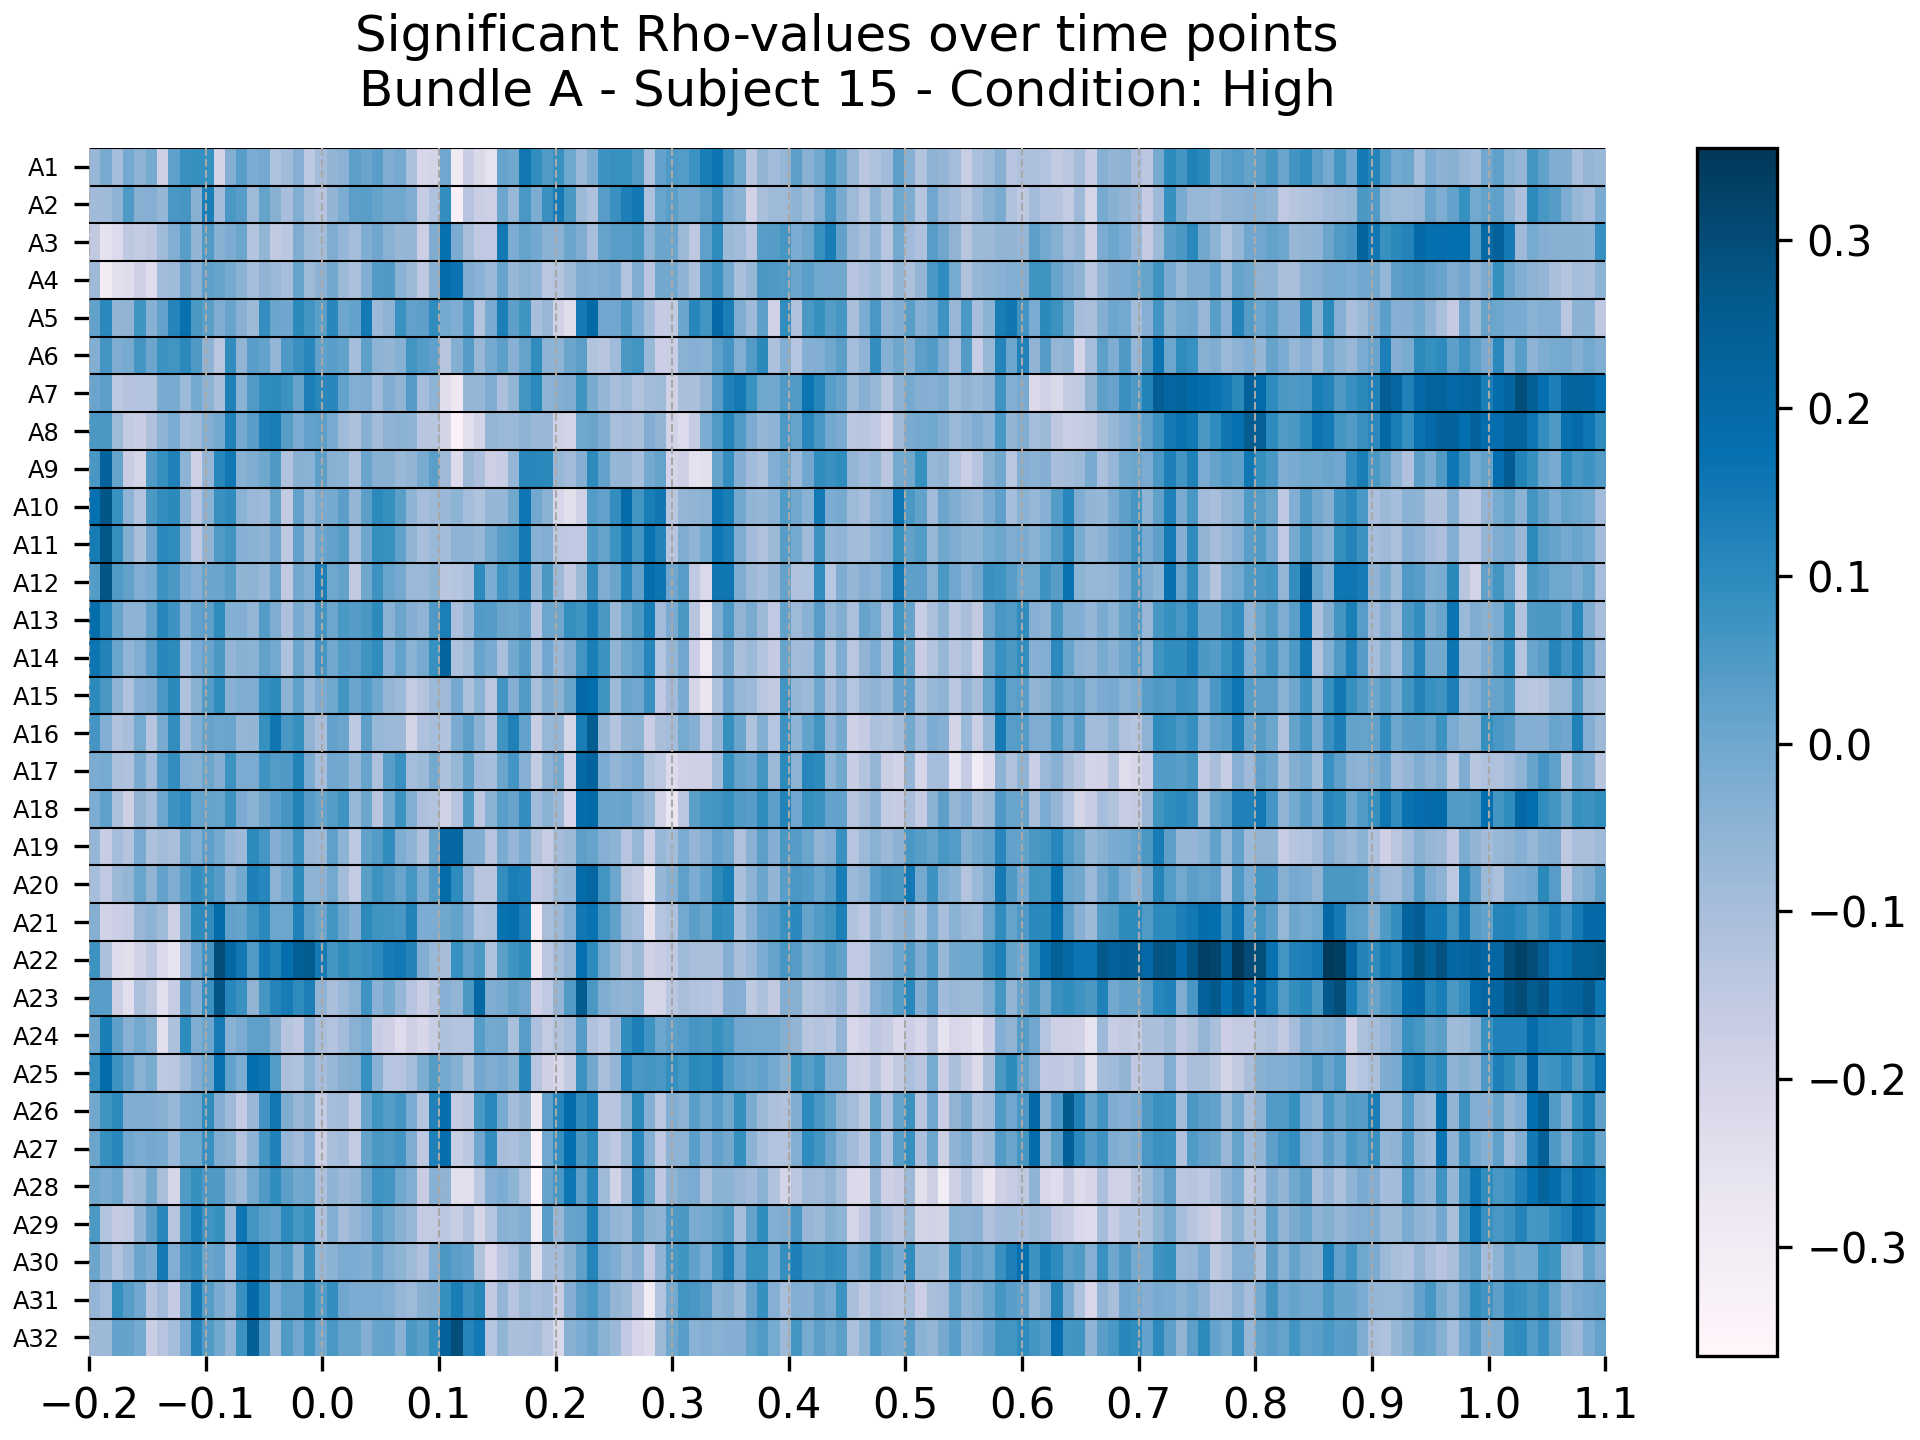 Significant Rho-values over time points
Bundle A - Subject 15 - Condition: High
A1
A2
A3
A4
A5
A6
A7
A8
A9
A10
A11
A12
A13
A14
A15
A16
A17
A18
A19
A20
A21
A22
A23
A24
A25
A26
A27
A28
A29
A30
A31
A32
−0.2 −0.1 0.0 0.1 0.2 0.3 0.4 0.5 0.6 0.7 0.8 0.9 1.0 1.1
0.3
0.2
0.1
0.0
−0.1
−0.2
−0.3